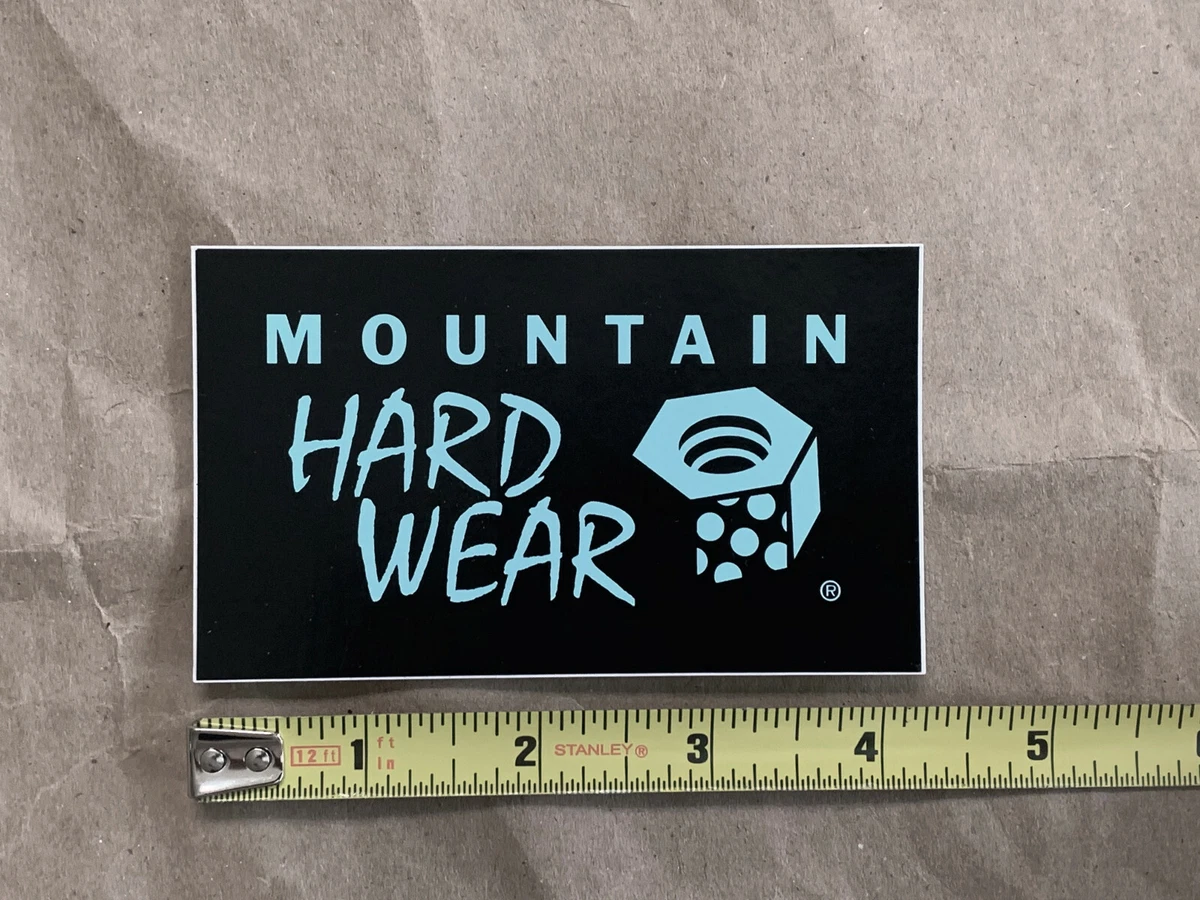 MOUNTAIN
HARD
WEAR
®
12 ft 1 ft in 2 STANLEY® 3 4 5